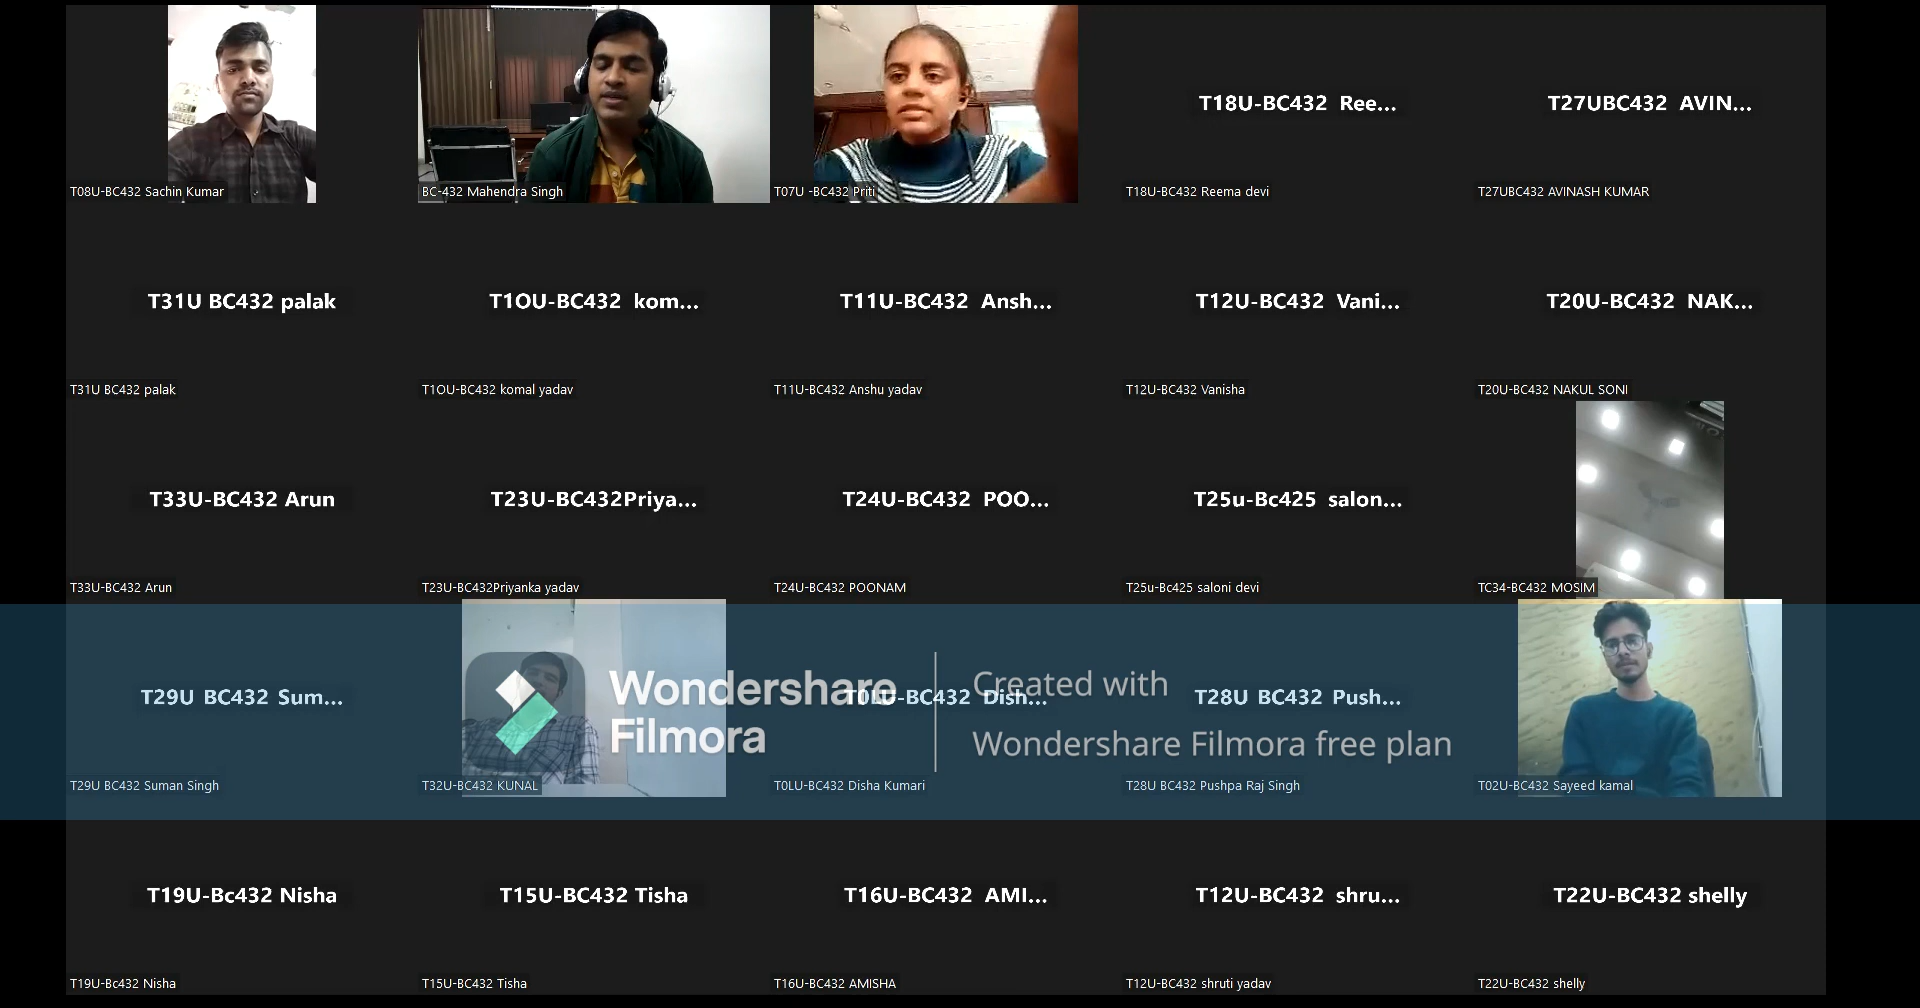 T18U-BC432 Ree...
T27UBC432 AVIN...
T08U-BC432 Sachin Kumar
BC-432 Mahendra Singh
T07U -BC432 Priti
T18U-BC432 Reema devi
T27UBC432 AVINASH KUMAR
T31U BC432 palak
T1OU-BC432 kom...
T11U-BC432 Ansh...
T12U-BC432 Vani...
T20U-BC432 NAK...
T31U BC432 palak
T1OU-BC432 komal yadav
T11U-BC432 Anshu yadav
T12U-BC432 Vanisha
T20U-BC432 NAKUL SONI
T33U-BC432 Arun
T23U-BC432Priya...
T24U-BC432 POO...
T25u-Bc425 salon...
T33U-BC432 Arun
T23U-BC432Priyanka yadav
T24U-BC432 POONAM
T25u-Bc425 saloni devi
TC34-BC432 MOSIM
T29U BC432 Sum...
T0LU-BC432 Dish...
T28U BC432 Push...
Wondershare
Filmora
Created with
Wondershare Filmora free plan
T29U BC432 Suman Singh
T32U-BC432 KUNAL
T0LU-BC432 Disha Kumari
T28U BC432 Pushpa Raj Singh
T02U-BC432 Sayeed kamal
T19U-Bc432 Nisha
T15U-BC432 Tisha
T16U-BC432 AMI...
T12U-BC432 shru...
T22U-BC432 shelly
T19U-Bc432 Nisha
T15U-BC432 Tisha
T16U-BC432 AMISHA
T12U-BC432 shruti yadav
T22U-BC432 shelly